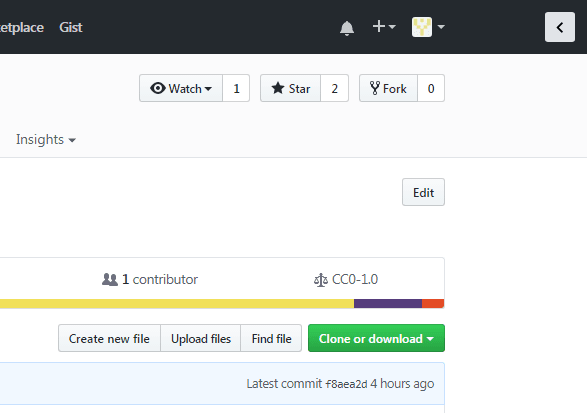 etplace Gist
Watch 1 Star 2 Fork 0
Insights
Edit
1 contributor CC0-1.0
Create new file Upload files Find file Clone or download
Latest commit f8aea2d 4 hours ago